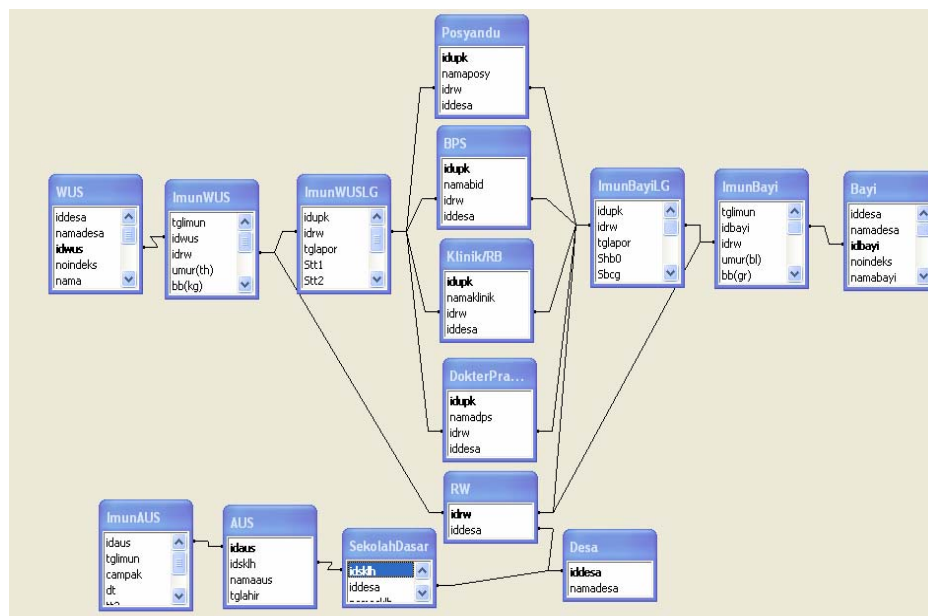 Posyandu
idupk
namaposy
idrw
iddesa
BPS
idupk
namabid
idrw
iddesa
WUS
iddesa
namadesa
idwus
noindeks
nama
ImunWUS
tglimun
idwus
idrw
umur(th)
bb(kg)
ImunWUSLG
idupk
idrw
tglapor
Stt1
Stt2
ImunBayiLG
idupk
idrw
tglapor
Shb0
Sbcg
ImunBayi
tglimun
idbayi
idrw
umur(bl)
bb(gr)
Bayi
iddesa
namadesa
idbayi
noindeks
namabayi
Klinik/RB
idupk
namaklinik
idrw
iddesa
DokterPra...
idupk
namadps
idrw
iddesa
RW
idrw
iddesa
ImunAUS
idaus
tglimun
campak
dt
AUS
idaus
idsklh
namaaus
tglahir
SekolahDasar
idsklh
iddesa
Desa
iddesa
namadesa